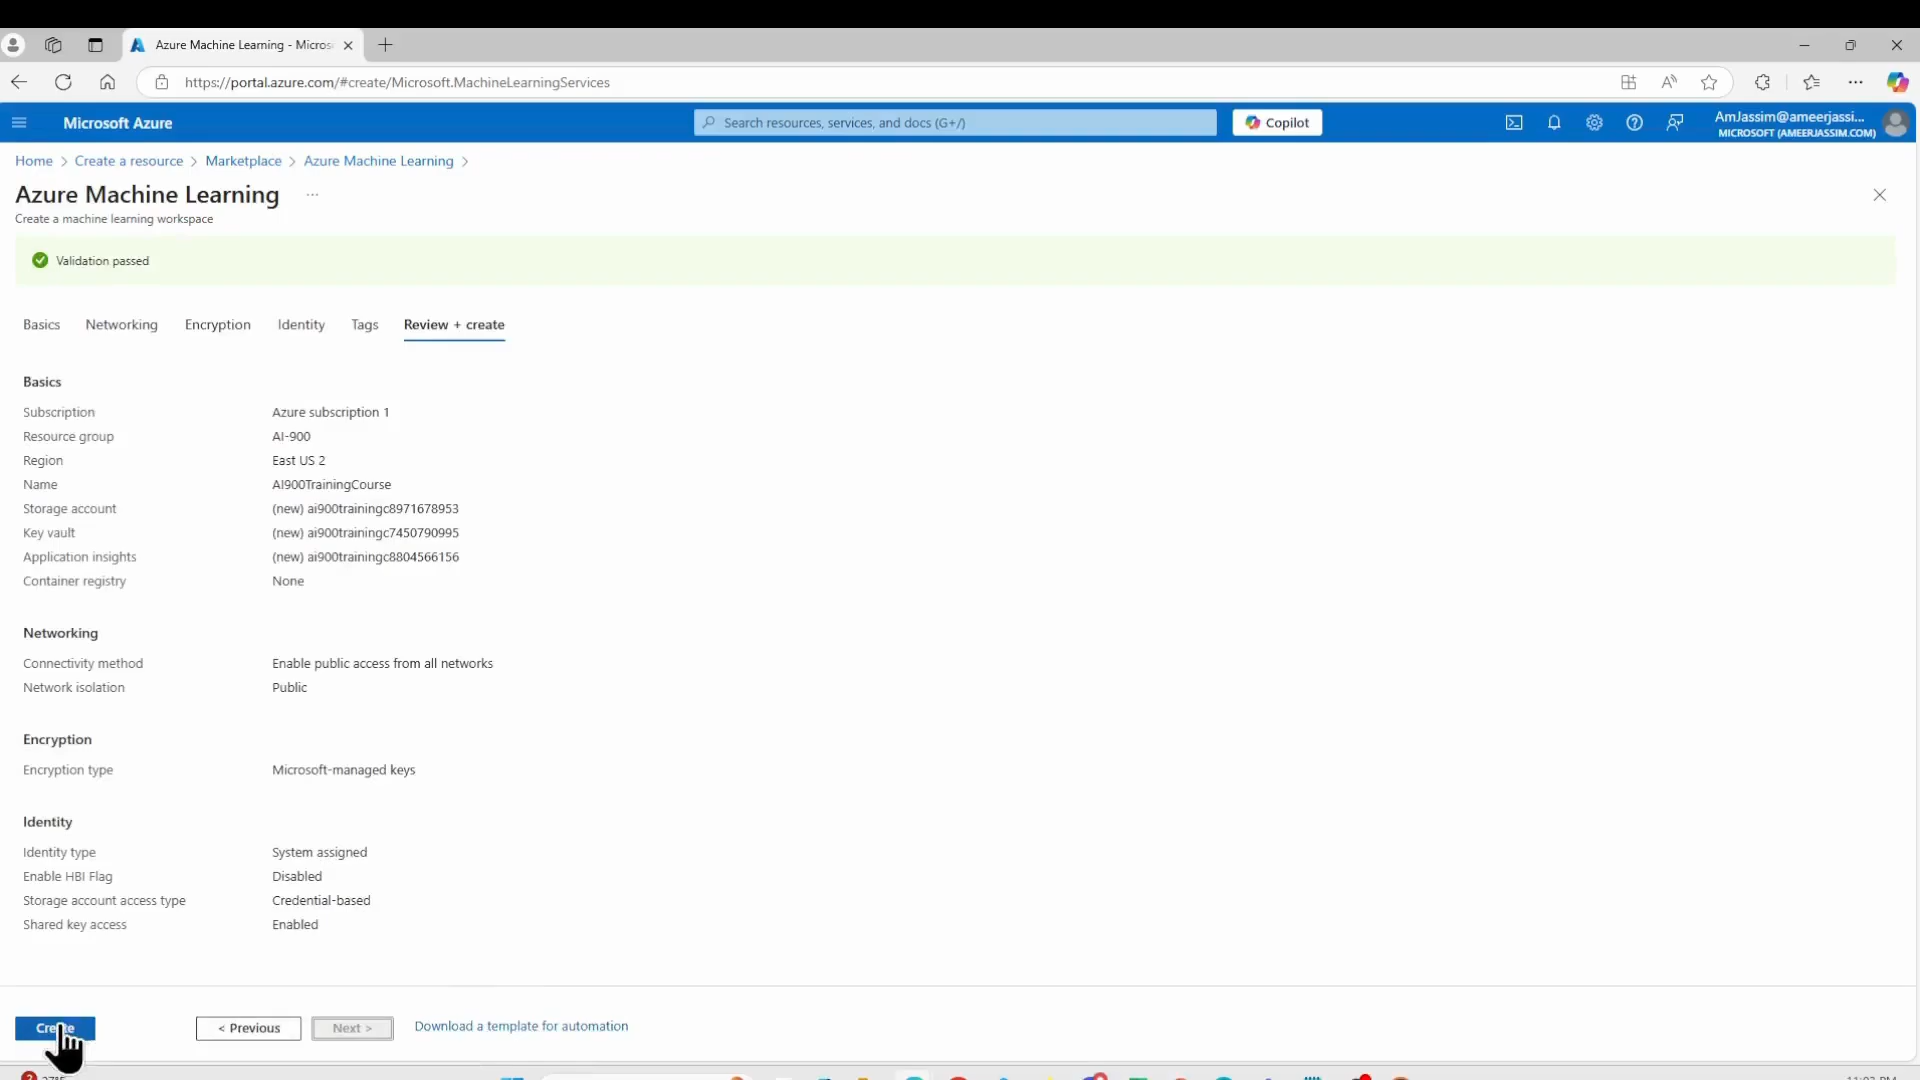 Azure Machine Learning - Micros
https://portal.azure.com/#create/Microsoft.MachineLearningServices
Microsoft Azure
Search resources, services, and docs (G+/)
Copilot
AmJassim@ameerjassi...
MICROSOFT (AMEERJASSIM.COM)
Home > Create a resource > Marketplace > Azure Machine Learning >
Azure Machine Learning ...
Create a machine learning workspace
Validation passed
Basics Networking Encryption Identity Tags Review + create
Basics
Subscription Azure subscription 1
Resource group AI-900
Region East US 2
Name AI900TrainingCourse
Storage account (new) ai900trainingc8971678953
Key vault (new) ai900trainingc7450790995
Application insights (new) ai900trainingc8804566156
Container registry None
Networking
Connectivity method Enable public access from all networks
Network isolation Public
Encryption
Encryption type Microsoft-managed keys
Identity
Identity type System assigned
Enable HBI Flag Disabled
Storage account access type Credential-based
Shared key access Enabled
Create < Previous Next > Download a template for automation